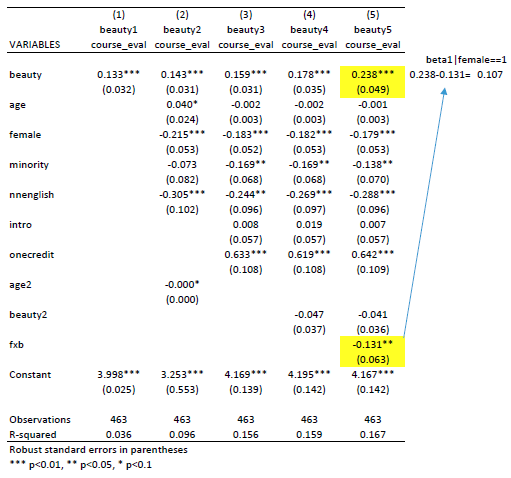 (1) (2) (3) (4) (5)
beauty1 beauty2 beauty3 beauty4 beauty5
VARIABLES course_eval course_eval course_eval course_eval course_eval
beta1|female==1
beauty 0.133*** 0.143*** 0.159*** 0.178*** 0.238*** 0.238-0.131= 0.107
(0.032) (0.031) (0.031) (0.035) (0.049)
age 0.040* -0.002 -0.002 -0.001
(0.024) (0.003) (0.003) (0.003)
female -0.215*** -0.183*** -0.182*** -0.179***
(0.053) (0.052) (0.053) (0.053)
minority -0.073 -0.169** -0.169** -0.138**
(0.082) (0.068) (0.068) (0.070)
nnenglish -0.305*** -0.244** -0.269*** -0.288***
(0.102) (0.096) (0.097) (0.096)
intro 0.008 0.019 0.007
(0.057) (0.057) (0.057)
onecredit 0.633*** 0.619*** 0.642***
(0.108) (0.108) (0.109)
age2 -0.000*
(0.000)
beauty2 -0.047 -0.041
(0.037) (0.036)
fxb -0.131**
(0.063)
Constant 3.998*** 3.253*** 4.169*** 4.195*** 4.167***
(0.025) (0.553) (0.139) (0.142) (0.142)
Observations 463 463 463 463 463
R-squared 0.036 0.096 0.156 0.159 0.167
Robust standard errors in parentheses
*** p<0.01, ** p<0.05, * p<0.1